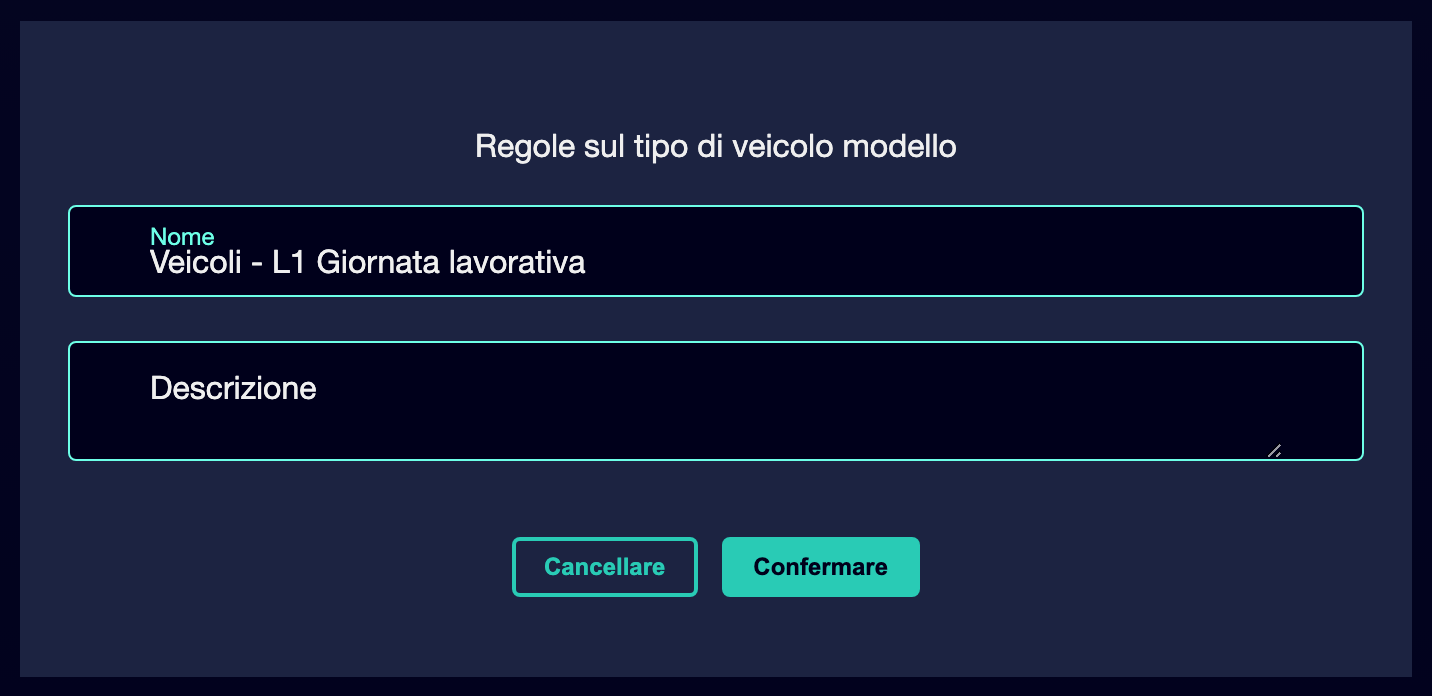 Regole sul tipo di veicolo modello
Nome
Veicoli - L1 Giornata lavorativa
Descrizione
Cancellare
Confermare